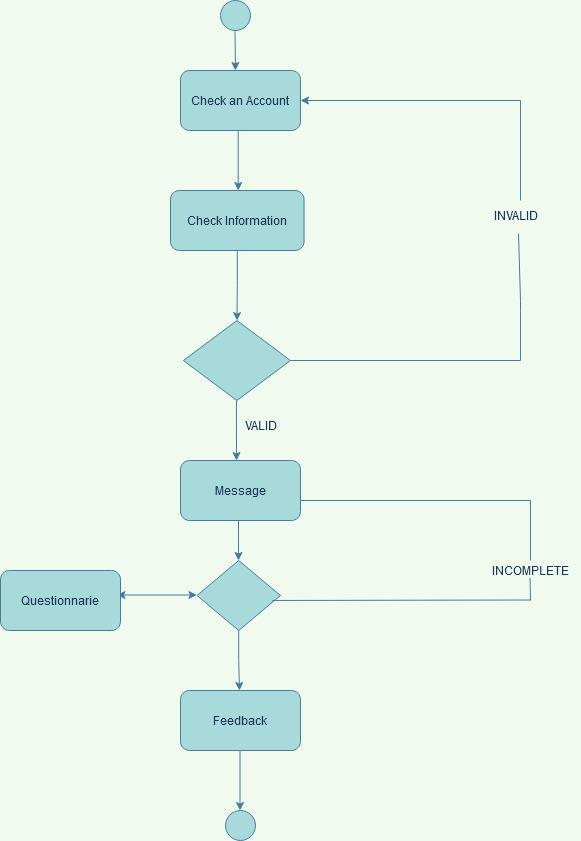 Check an Account
INVALID
Check Information
VALID
Message
INCOMPLETE
Questionnarie
Feedback